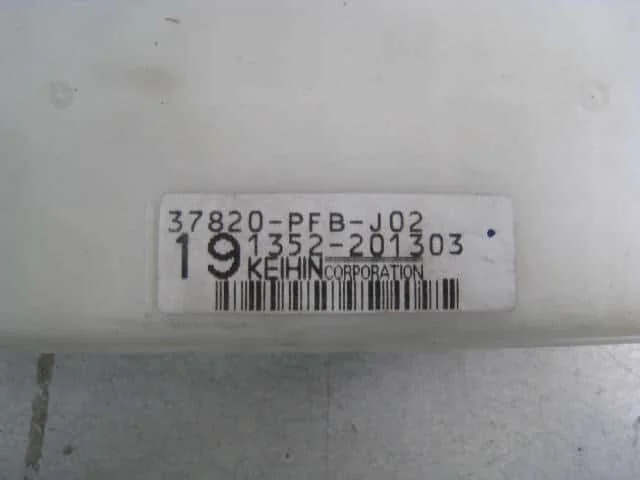 37820-PFB-J02
19 1352-201303
KEIHIN CORPORATION